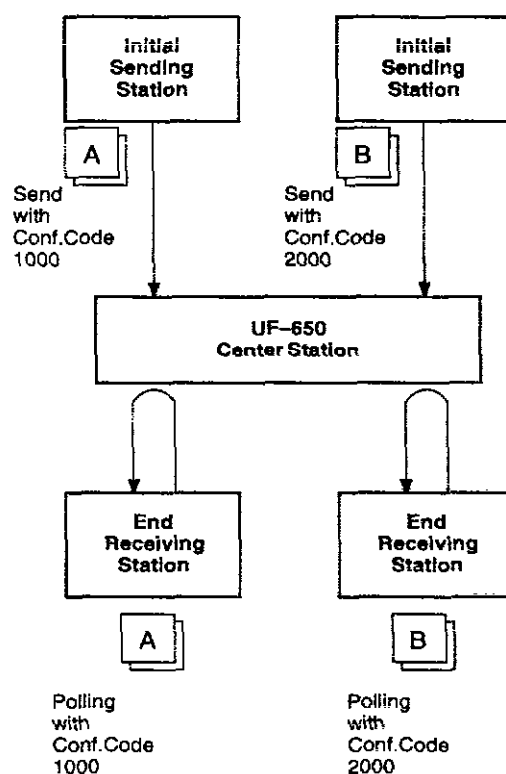 Initial
Sending
Station
Initial
Sending
Station
A
B
Send
with
Conf.Code
1000
Send
with
Conf.Code
2000
UF–650
Center Station
End
Receiving
Station
End
Receiving
Station
A
B
Polling
with
Conf.Code
1000
Polling
with
Conf.Code
2000